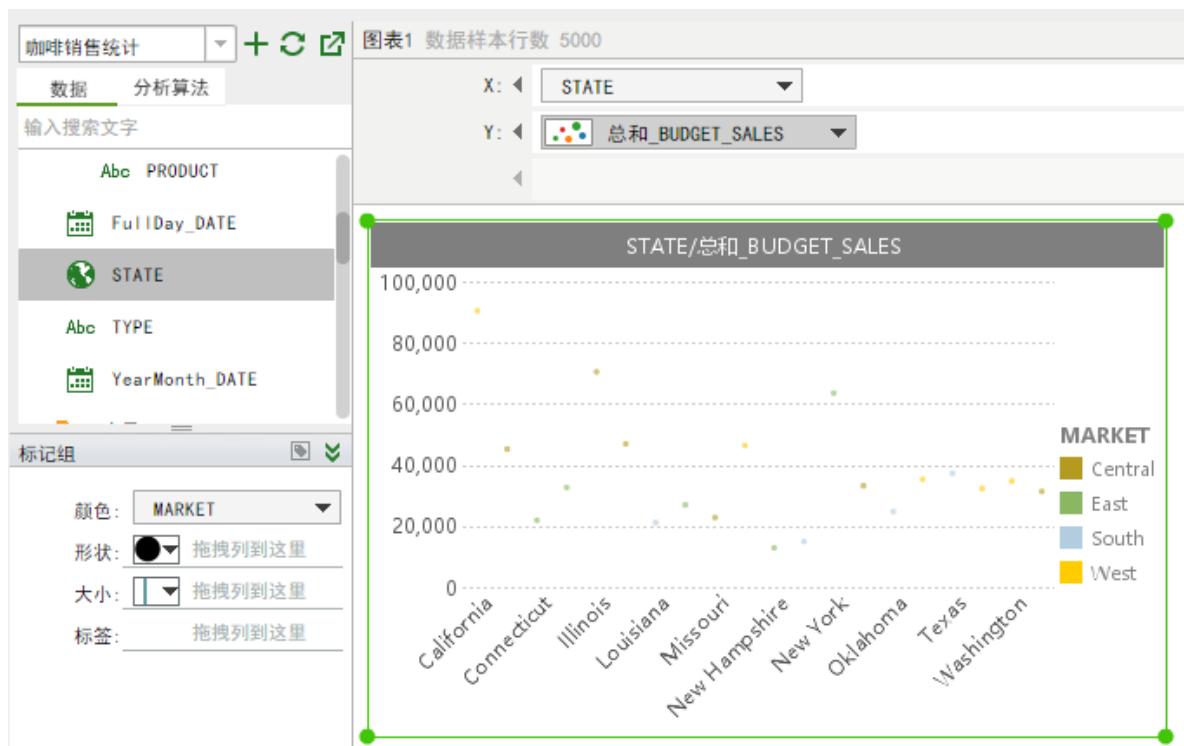 咖啡销售统计
数据 分析算法
输入搜索文字
Abc PRODUCT
FullDay_DATE
STATE
Abc TYPE
YearMonth_DATE
标记组
颜色: MARKET
形状: 拖拽列到这里
大小: 拖拽列到这里
标签: 拖拽列到这里
图表1 数据样本行数 5000
X: STATE
Y: 总和_BUDGET_SALES
STATE/总和_BUDGET_SALES
100,000
80,000
60,000
40,000
20,000
0
California
Connecticut
Illinois
Louisiana
Missouri
New Hampshire
New York
Oklahoma
Texas
Washington
MARKET
Central
East
South
West